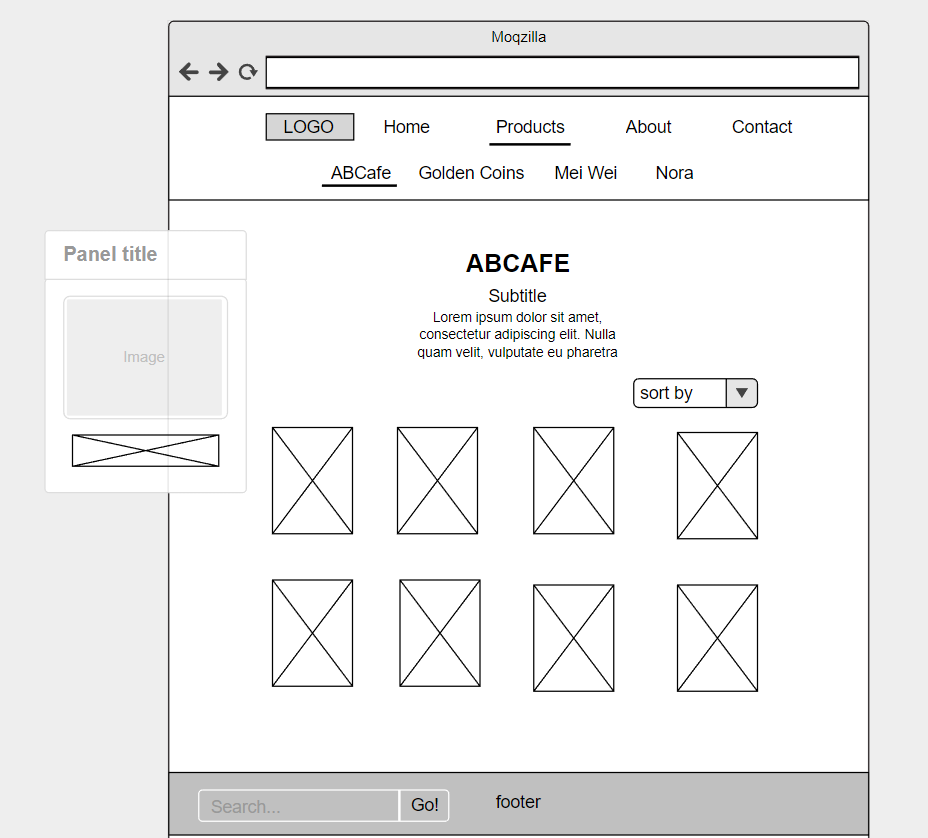 Moqzilla
LOGO Home Products About Contact
ABCafe Golden Coins Mei Wei Nora
Panel title
Image
ABCAFE
Subtitle
Lorem ipsum dolor sit amet,
consectetur adipiscing elit. Nulla
quam velit, vulputate eu pharetra
sort by
Search... Go! footer